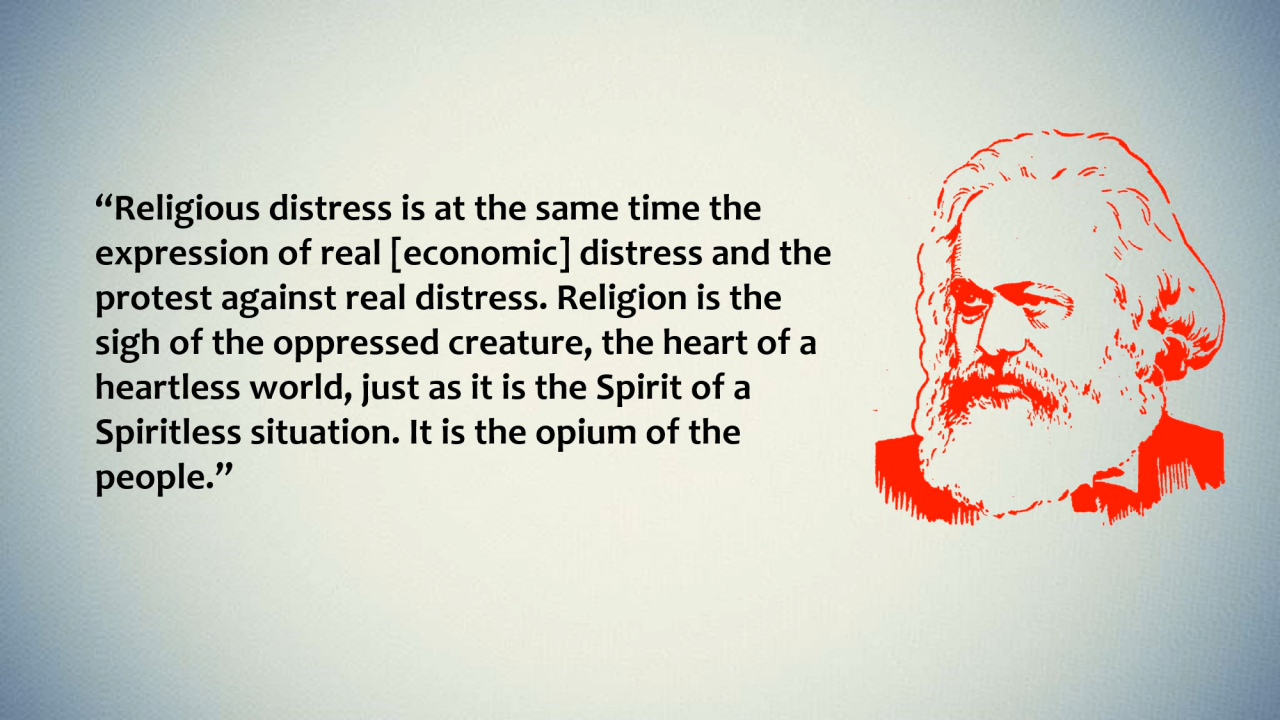 “Religious distress is at the same time the
expression of real [economic] distress and the
protest against real distress. Religion is the
sigh of the oppressed creature, the heart of a
heartless world, just as it is the Spirit of a
Spiritless situation. It is the opium of the
people.”